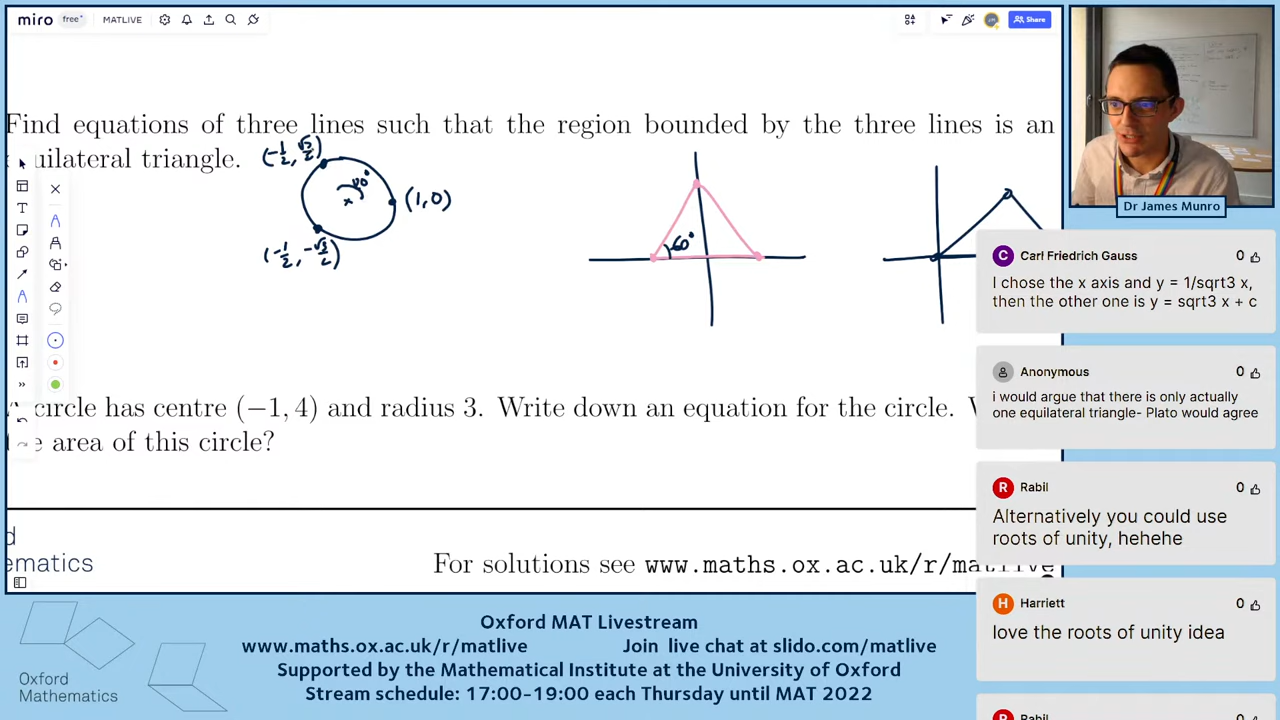 miro free MATLIVE Share
Find equations of three lines such that the region bounded by the three lines is an
uilateral triangle.
(-1/2, √3/2)
(1,0)
(-1/2, -√3/2)
60°
circle has centre (−1, 4) and radius 3. Write down an equation for the circle.
the area of this circle?
d
hematics
For solutions see www.maths.ox.ac.uk/r/matlive
Dr James Munro
C Carl Friedrich Gauss 0
I chose the x axis and y = 1/sqrt3 x,
then the other one is y = sqrt3 x + c
Anonymous 0
i would argue that there is only actually
one equilateral triangle- Plato would agree
R Rabil 0
Alternatively you could use
roots of unity, hehehe
H Harriett 0
love the roots of unity idea
R Rabil 0
Oxford
Mathematics
Oxford MAT Livestream
www.maths.ox.ac.uk/r/matlive Join live chat at slido.com/matlive
Supported by the Mathematical Institute at the University of Oxford
Stream schedule: 17:00-19:00 each Thursday until MAT 2022